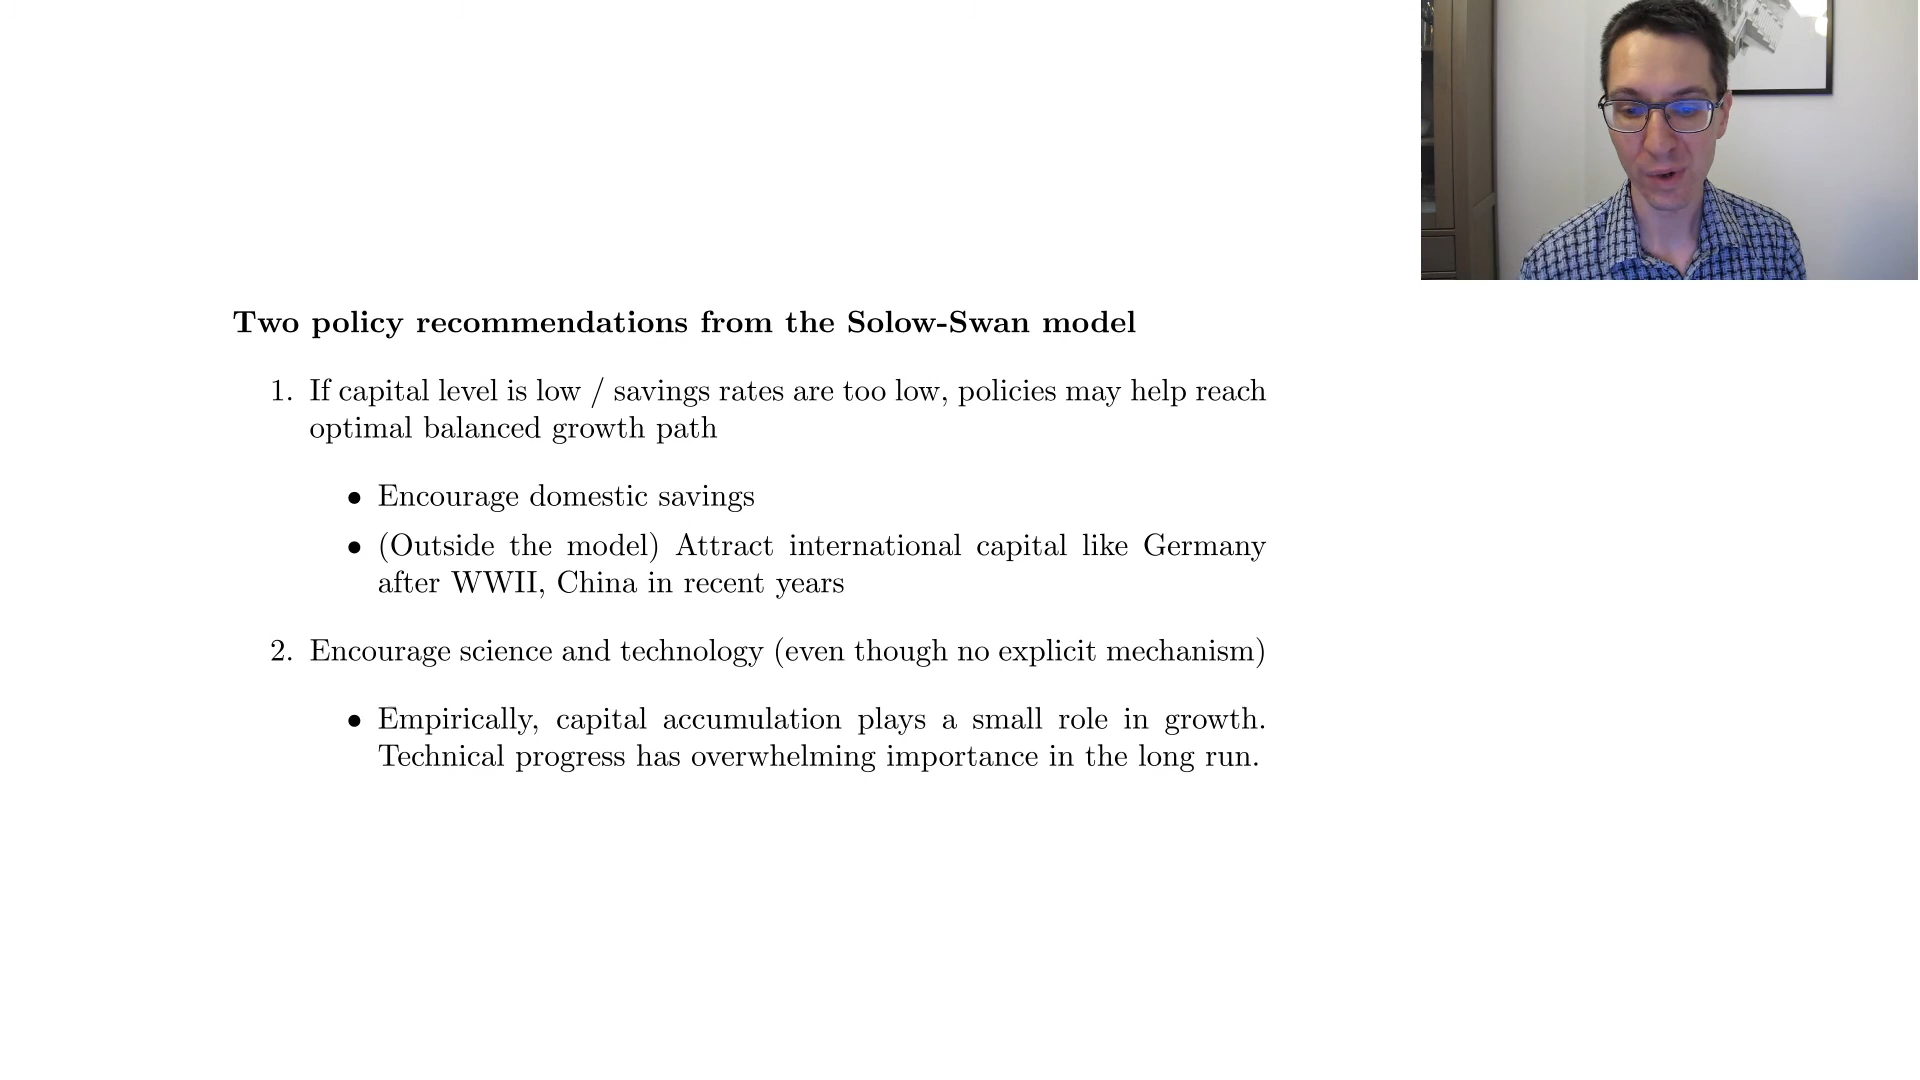 Two policy recommendations from the Solow-Swan model
1. If capital level is low / savings rates are too low, policies may help reach
optimal balanced growth path
• Encourage domestic savings
• (Outside the model) Attract international capital like Germany
after WWII, China in recent years
2. Encourage science and technology (even though no explicit mechanism)
• Empirically, capital accumulation plays a small role in growth.
Technical progress has overwhelming importance in the long run.